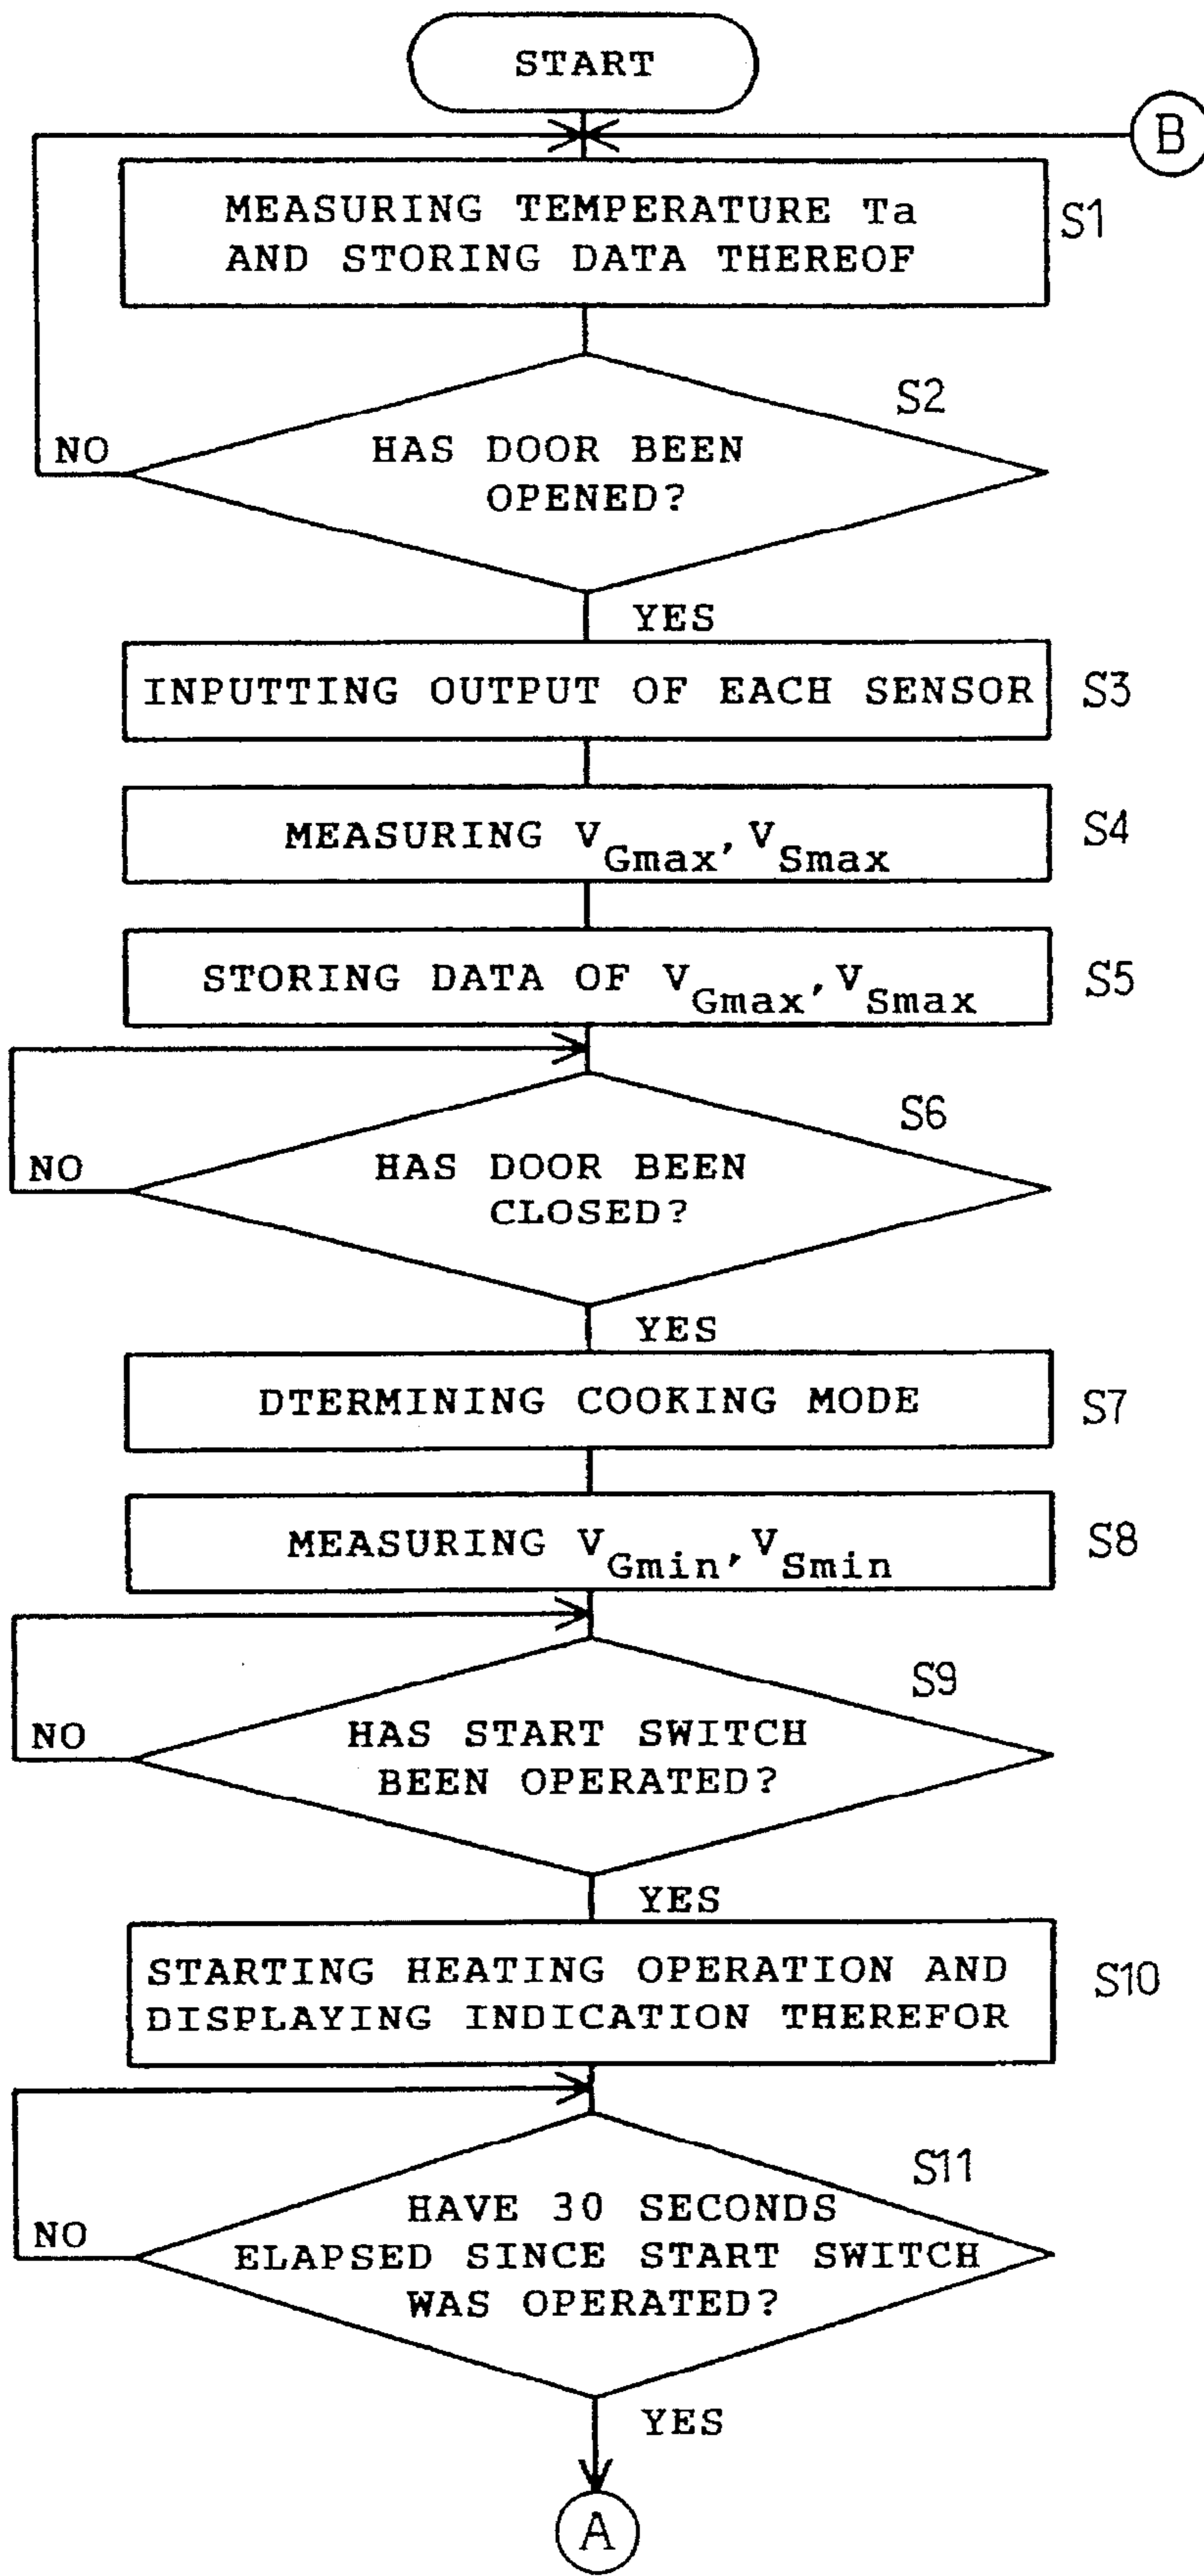 START
B
MEASURING TEMPERATURE Ta
AND STORING DATA THEREOF
S1
S2
HAS DOOR BEEN
OPENED?
NO
YES
INPUTTING OUTPUT OF EACH SENSOR
S3
MEASURING VGmax, VSmax
S4
STORING DATA OF VGmax, VSmax
S5
S6
HAS DOOR BEEN
CLOSED?
NO
YES
DTERMINING COOKING MODE
S7
MEASURING VGmin, VSmin
S8
S9
HAS START SWITCH
BEEN OPERATED?
NO
YES
STARTING HEATING OPERATION AND
DISPLAYING INDICATION THEREFOR
S10
S11
HAVE 30 SECONDS
ELAPSED SINCE START SWITCH
WAS OPERATED?
NO
YES
A